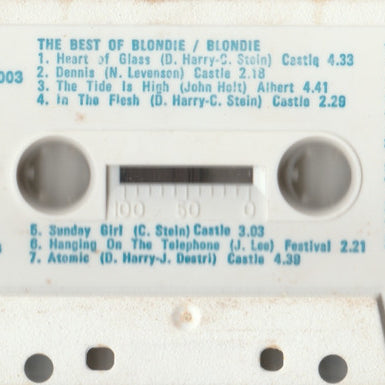 THE BEST OF BLONDIE / BLONDIE
1. Heart of Glass (D. Harry-C. Stein) Castle 4.33
003
2. Dennis (N. Levenson) Castle 2.18
3. The Tide Is High (John Holt) Albert 4.41
4. In The Flesh (D. Harry-C. Stein) Castle 2.29
100 50 0
5. Sunday Girl (C. Stein) Castle 3.03
6. Hanging On The Telephone (J. Lee) Festival 2.21
7. Atomic (D. Harry-J. Destri) Castle 4.39